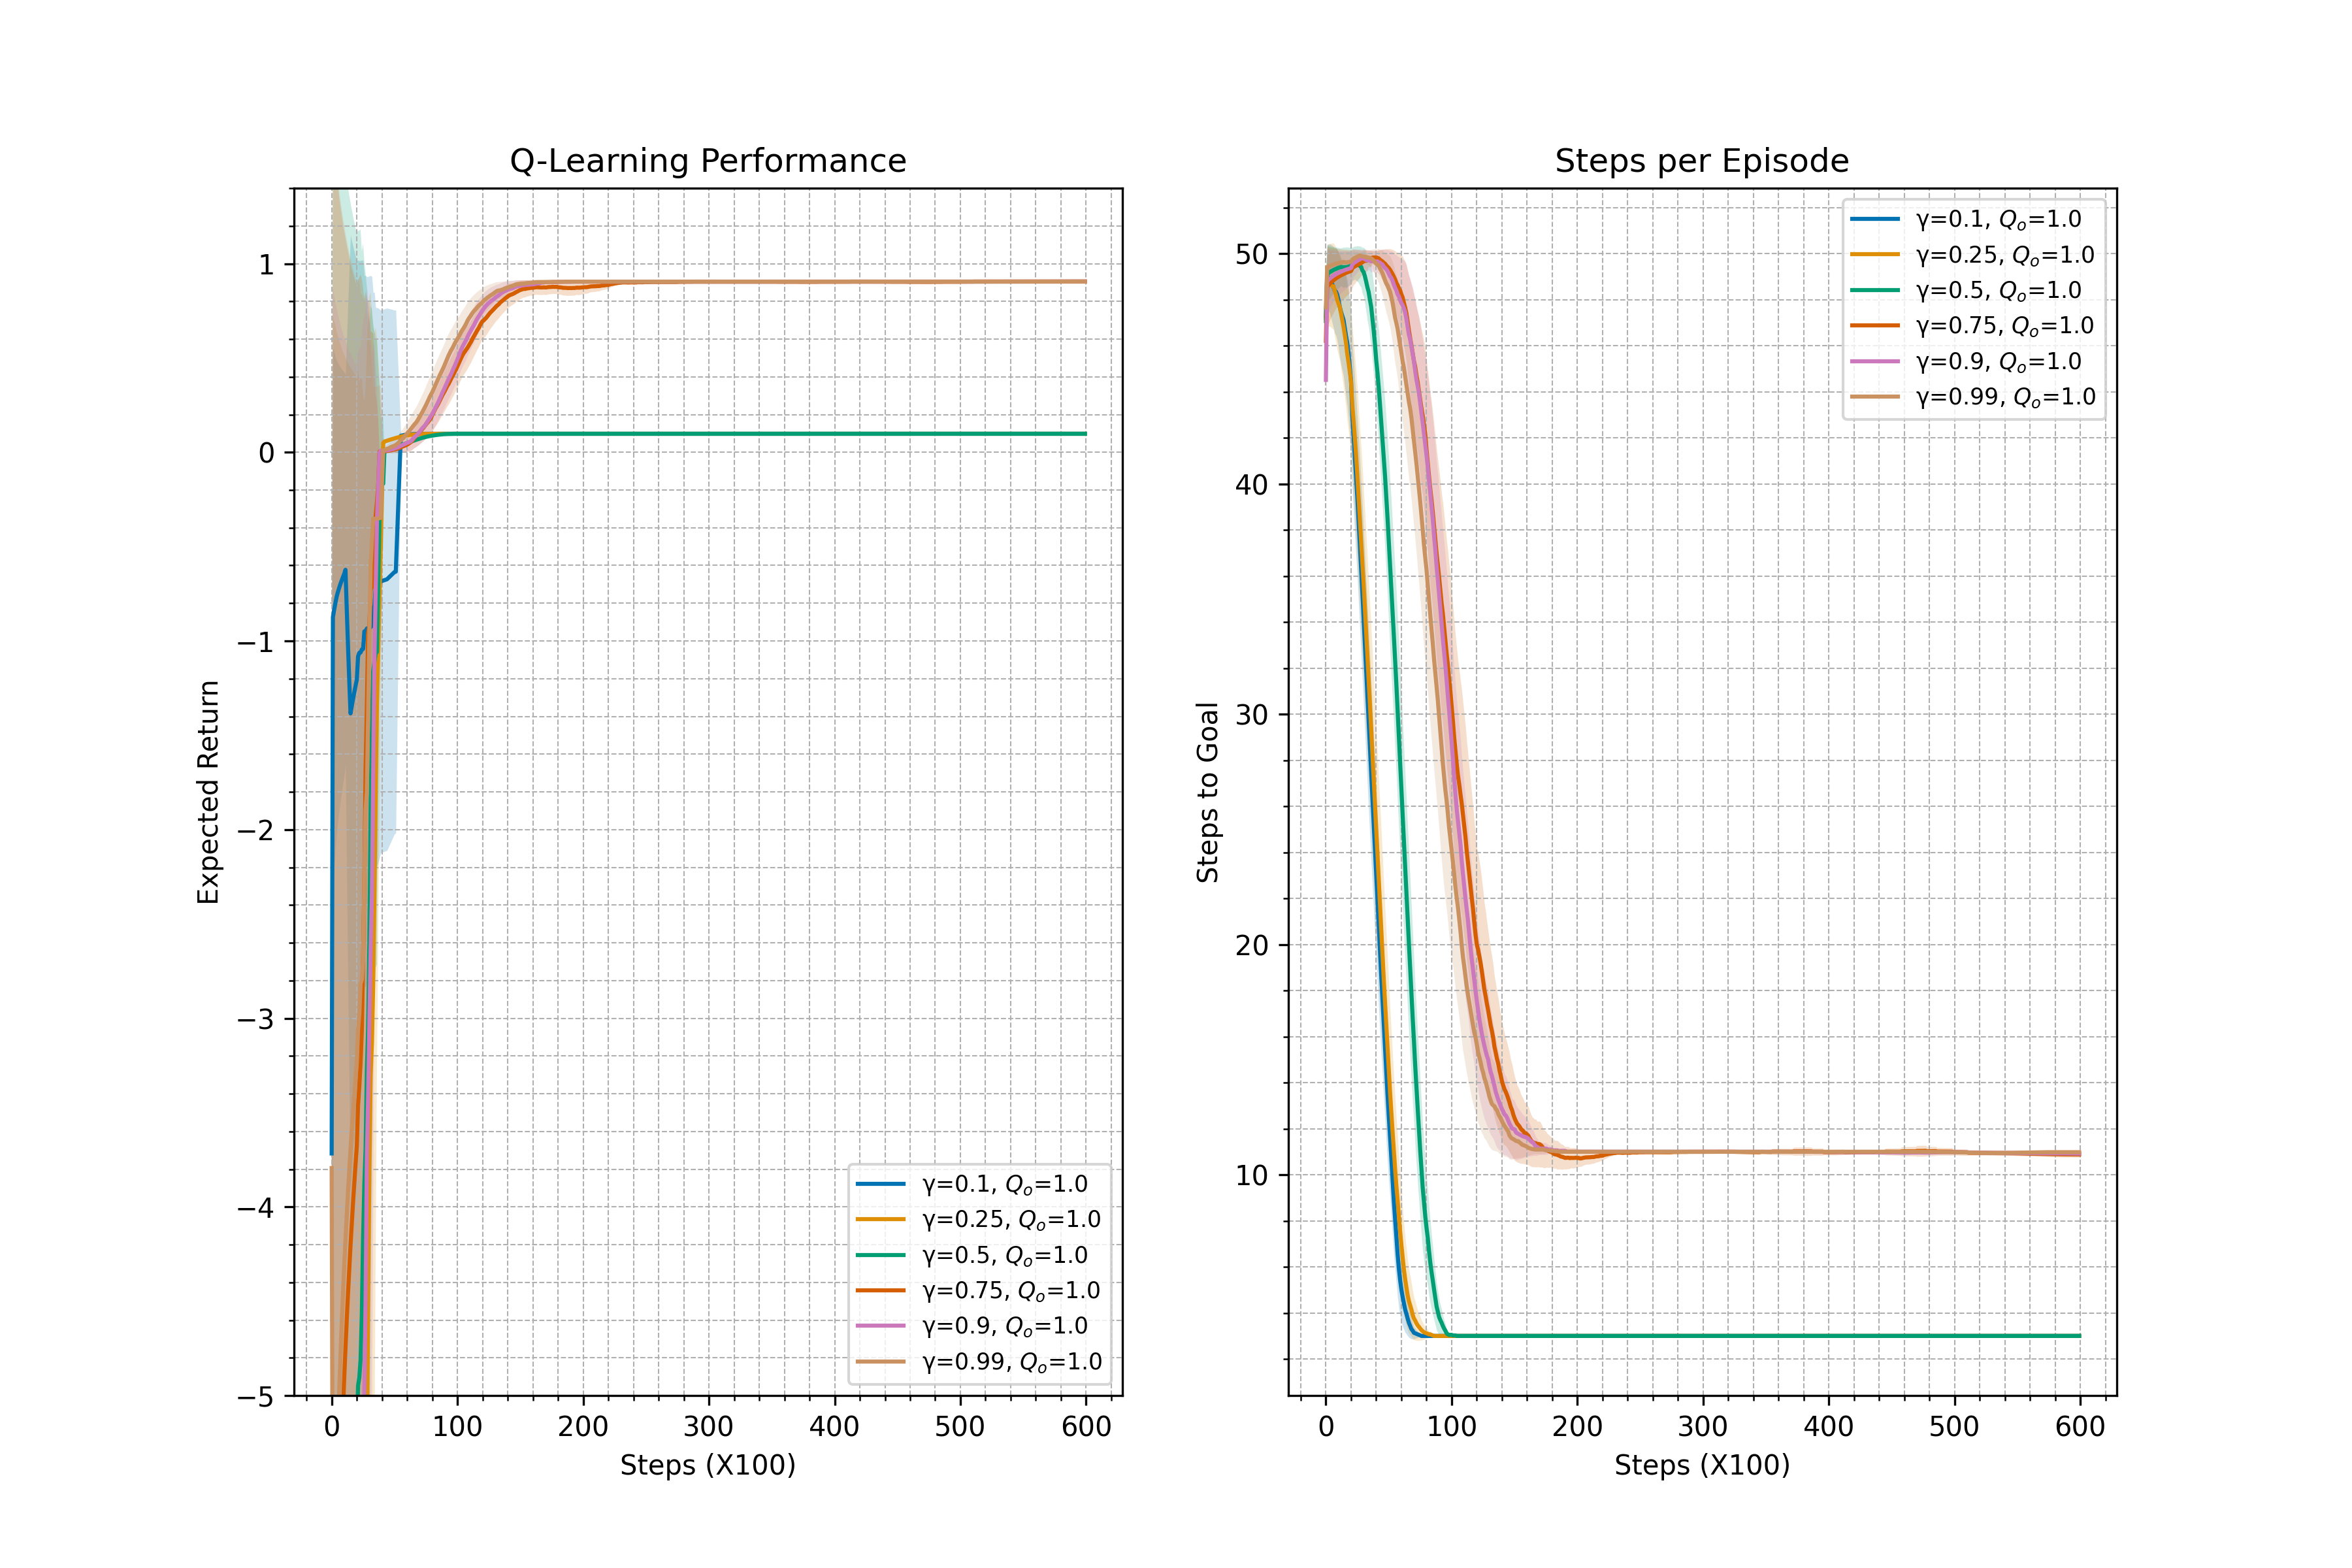 Q-Learning Performance
1
0
−1
−2
−3
−4
−5
Expected Return
0 100 200 300 400 500 600
Steps (X100)
γ=0.1, Qₒ=1.0
γ=0.25, Qₒ=1.0
γ=0.5, Qₒ=1.0
γ=0.75, Qₒ=1.0
γ=0.9, Qₒ=1.0
γ=0.99, Qₒ=1.0
Steps per Episode
50
40
30
20
10
Steps to Goal
0 100 200 300 400 500 600
Steps (X100)
γ=0.1, Qₒ=1.0
γ=0.25, Qₒ=1.0
γ=0.5, Qₒ=1.0
γ=0.75, Qₒ=1.0
γ=0.9, Qₒ=1.0
γ=0.99, Qₒ=1.0